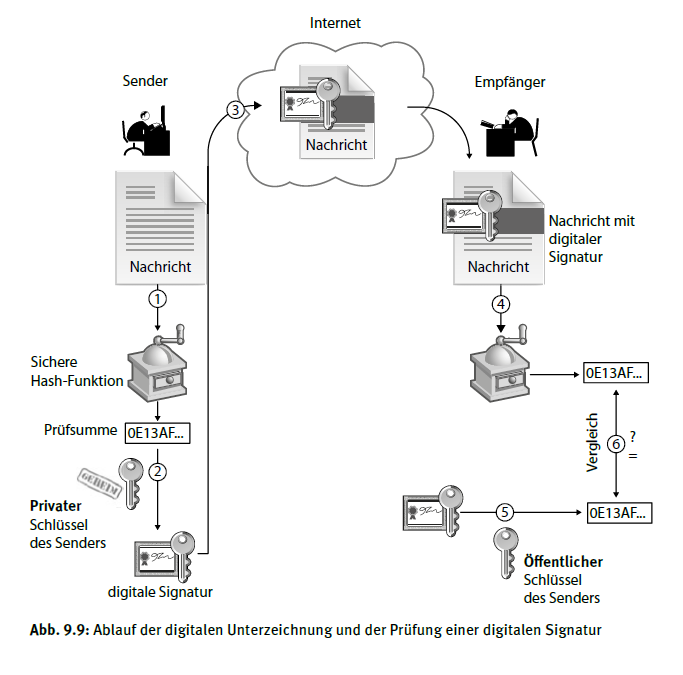 Internet
Sender
Empfänger
3
Nachricht
Nachricht
Nachricht
Nachricht mit
digitaler
Signatur
1
4
Sichere
Hash-Funktion
0E13AF...
Prüfsumme
0E13AF...
Vergleich
6
?
=
2
GEHEIM
Privater
Schlüssel
des Senders
5
0E13AF...
Öffentlicher
Schlüssel
des Senders
digitale Signatur
Abb. 9.9: Ablauf der digitalen Unterzeichnung und der Prüfung einer digitalen Signatur